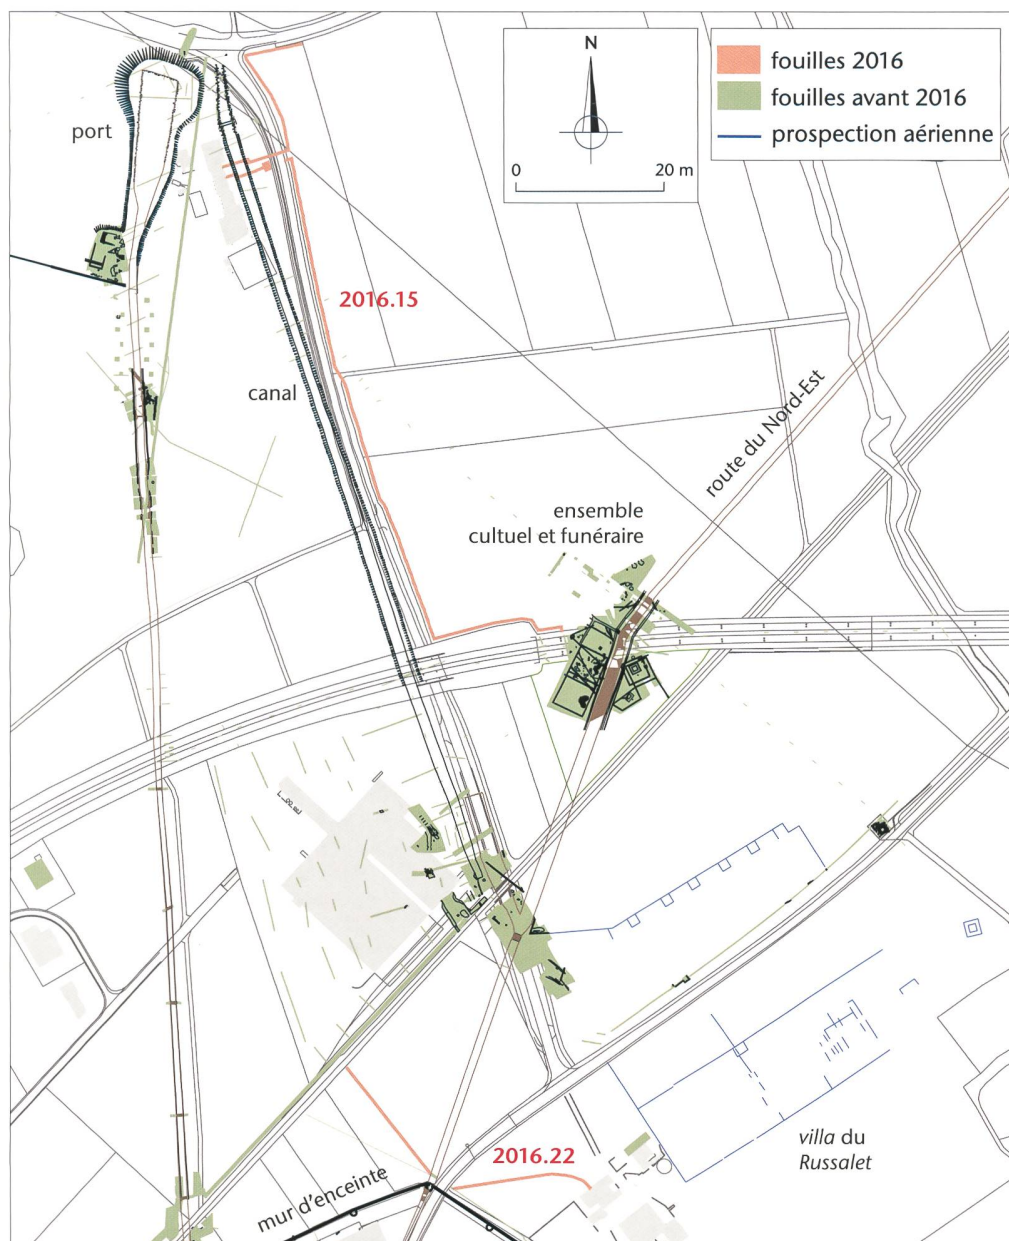 N
0 20 m
fouilles 2016
fouilles avant 2016
prospection aérienne
port
2016.15
canal
route du Nord-Est
ensemble
cultuel et funéraire
villa du
Russalet
2016.22
mur d'enceinte